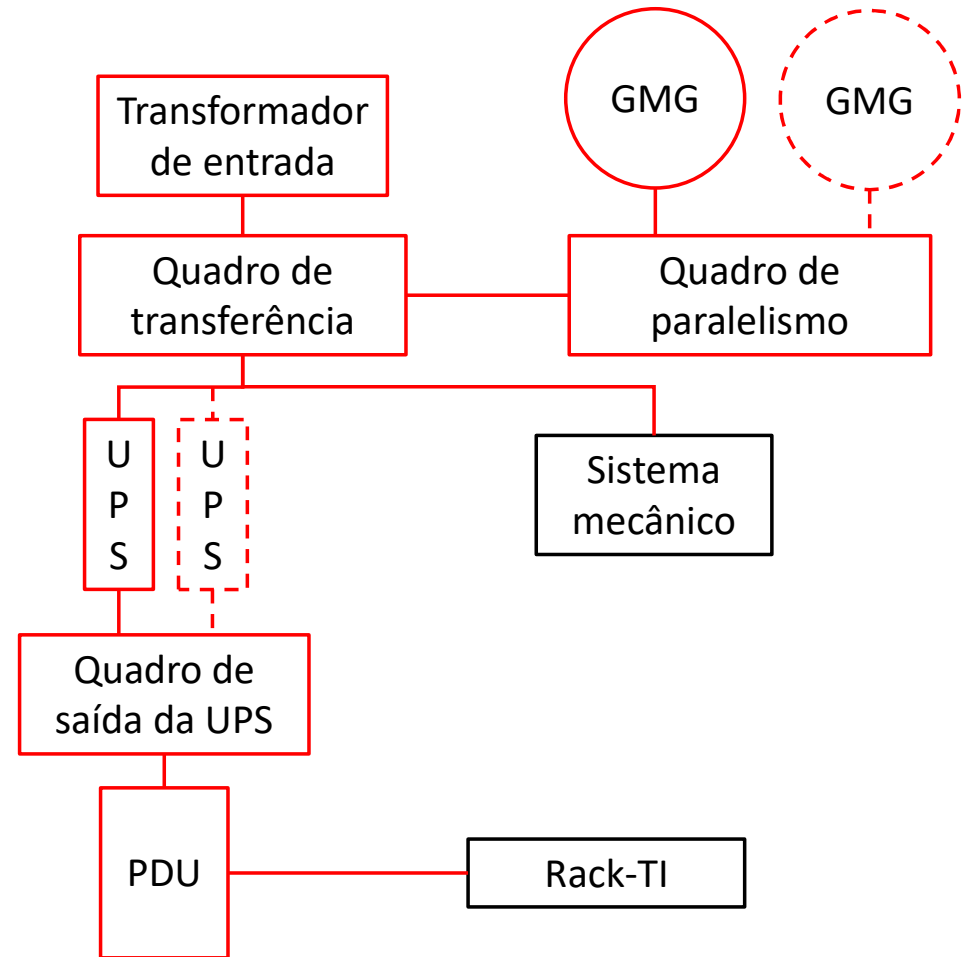 Transformador
de entrada
GMG
GMG
Quadro de
transferência
Quadro de
paralelismo
U
P
S
U
P
S
Sistema
mecânico
Quadro de
saída da UPS
PDU
Rack-TI